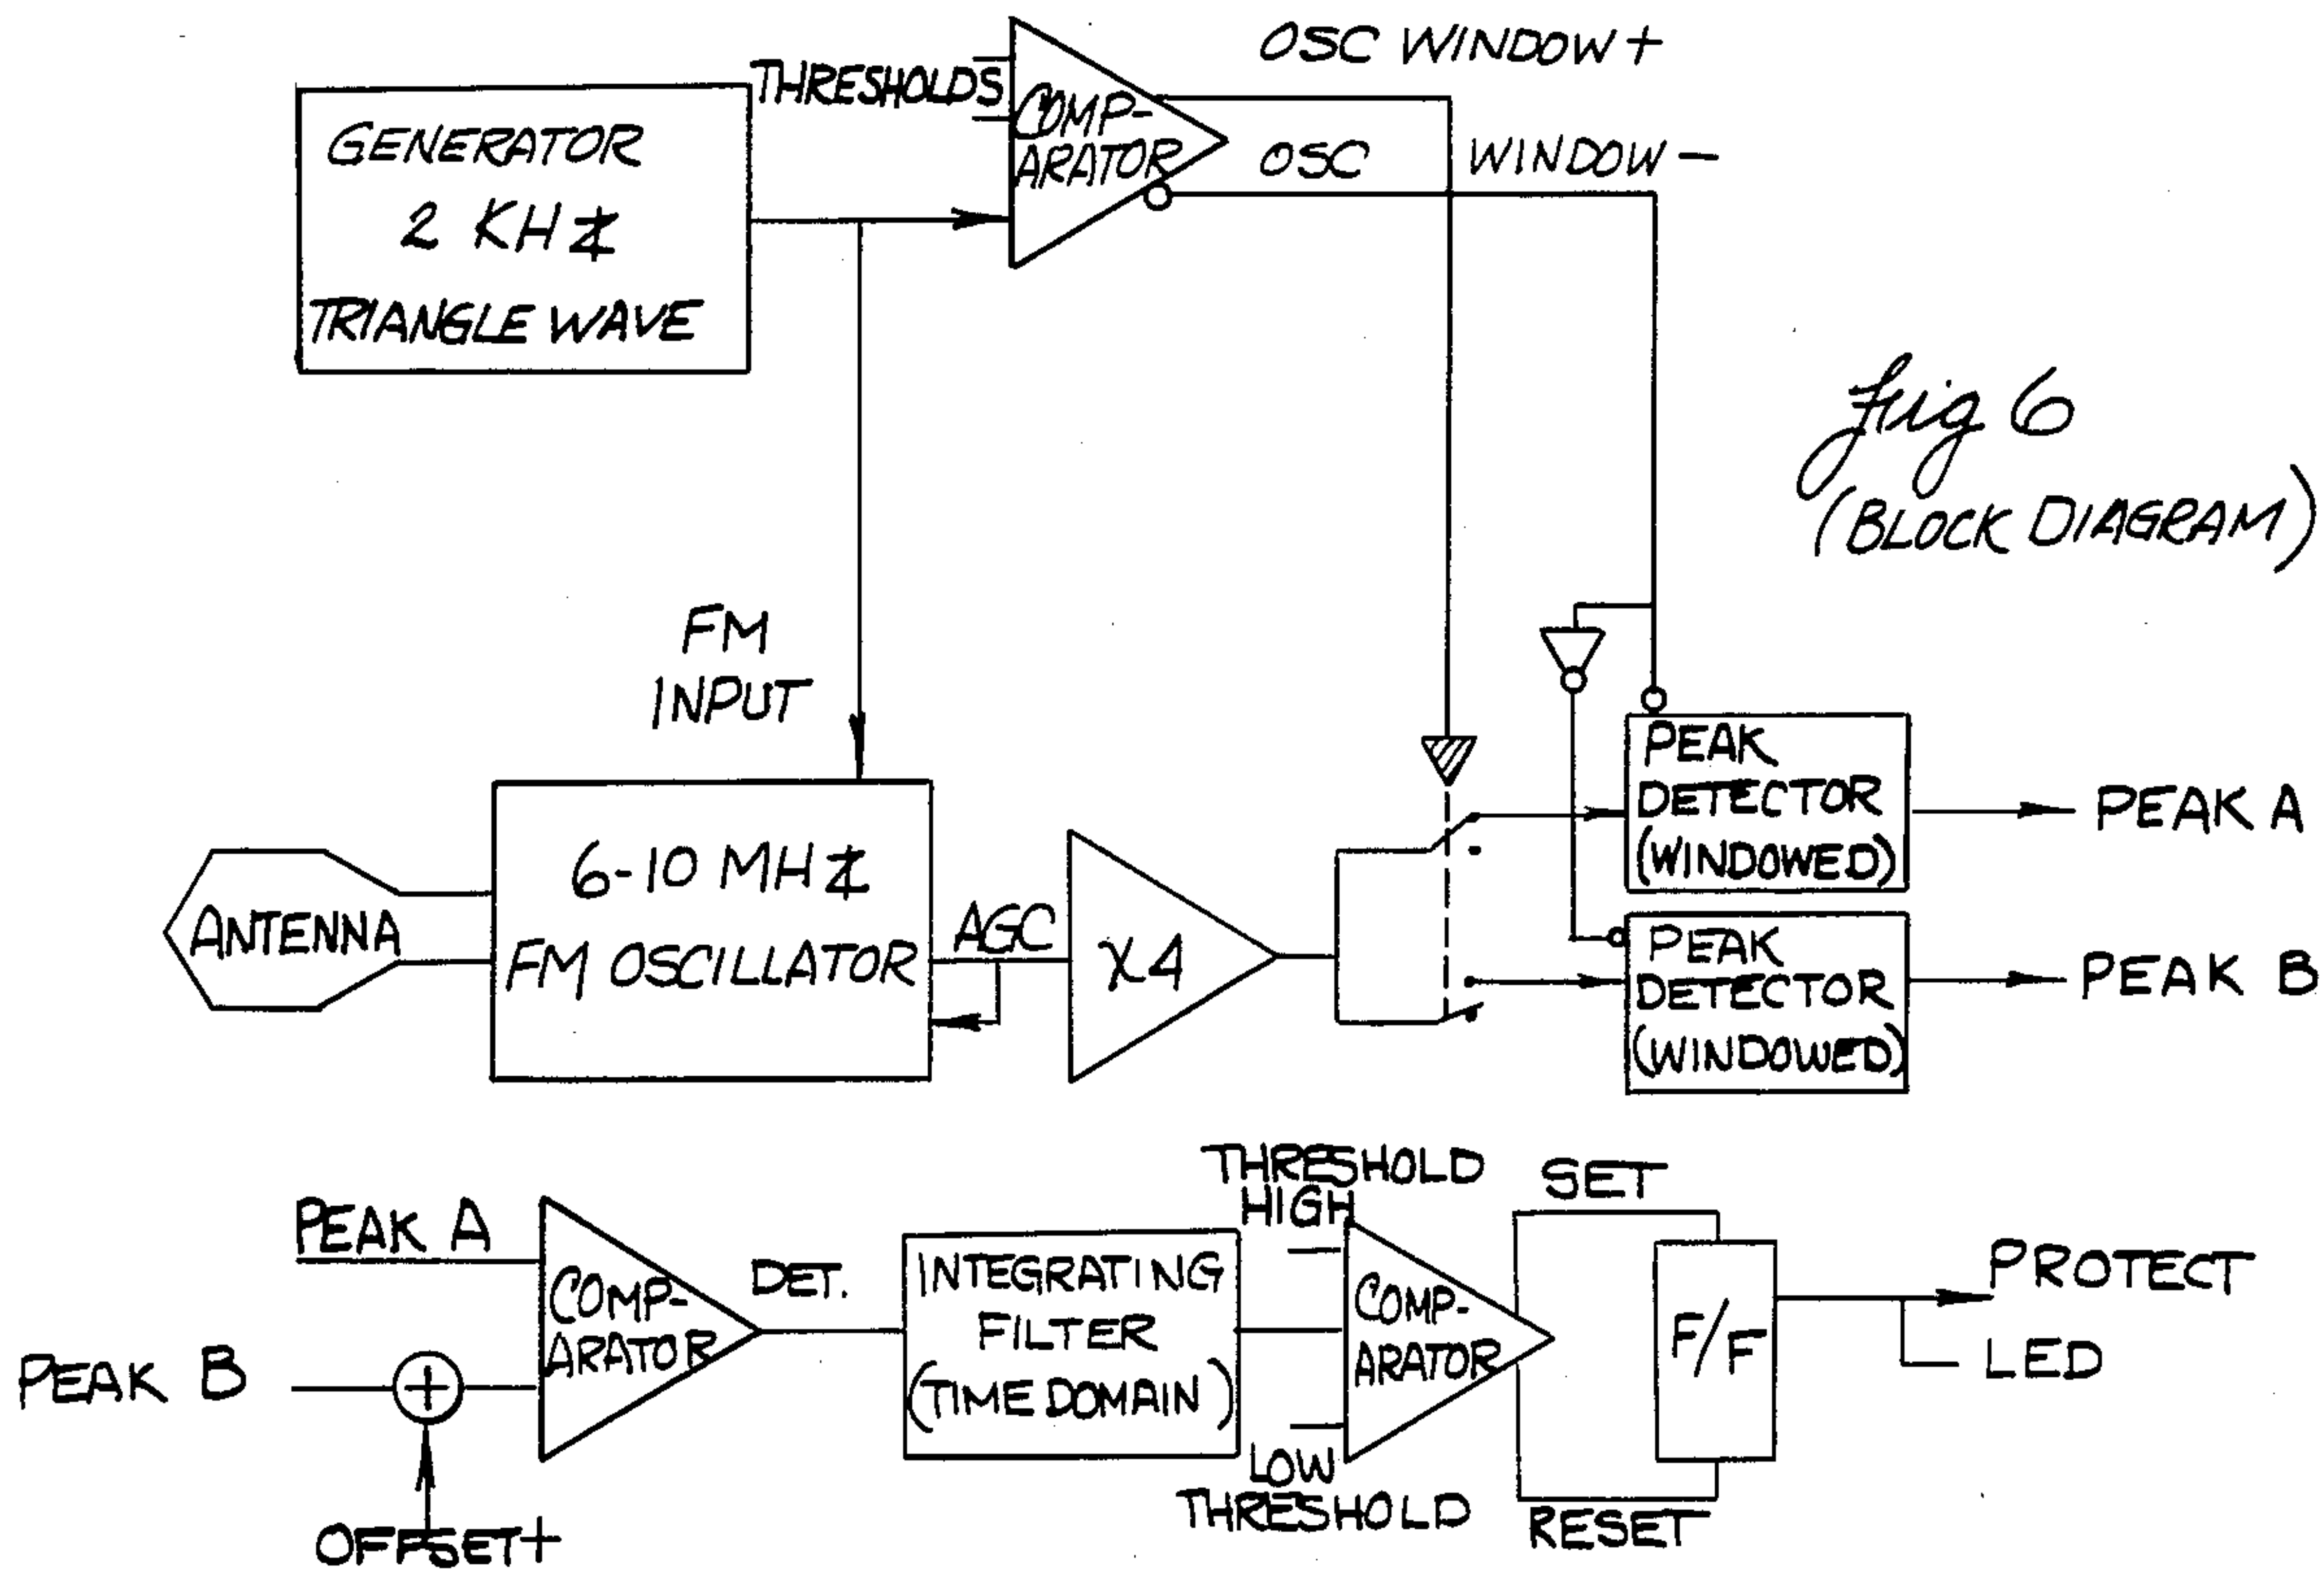 GENERATOR
2 KHZ
TRIANGLE WAVE
THRESHOLDS
COMP-
ARATOR
OSC WINDOW +
OSC WINDOW -
Fig 6
(BLOCK DIAGRAM)
FM
INPUT
ANTENNA
6-10 MHZ
FM OSCILLATOR
AGC
X4
PEAK
DETECTOR
(WINDOWED)
PEAK A
PEAK
DETECTOR
(WINDOWED)
PEAK B
PEAK A
PEAK B
+
OFFSET+
COMP-
ARATOR
DET.
INTEGRATING
FILTER
(TIME DOMAIN)
THRESHOLD
HIGH
COMP-
ARATOR
LOW
THRESHOLD
SET
RESET
F/F
PROTECT
LED